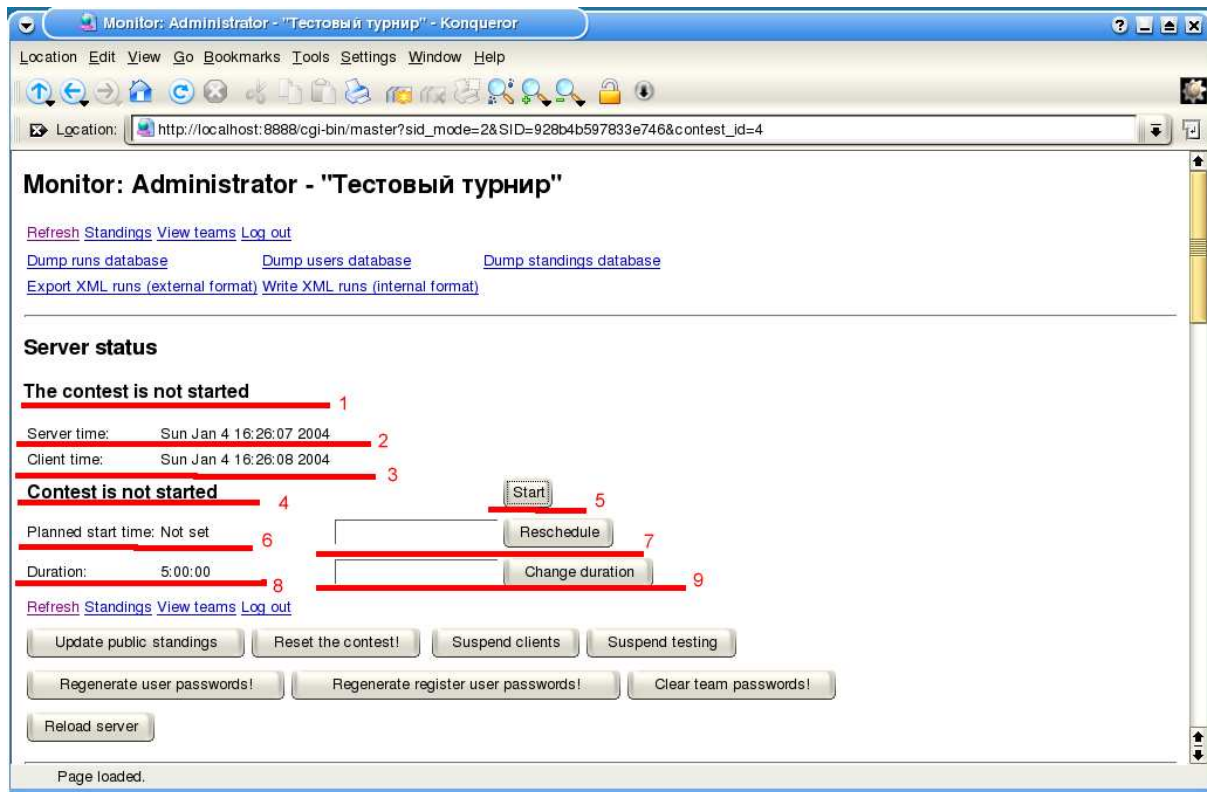 Monitor: Administrator - "Тестовый турнир" - Konqueror
Location Edit View Go Bookmarks Tools Settings Window Help
Location: http://localhost:8888/cgi-bin/master?sid_mode=2&SID=928b4b597833e746&contest_id=4
Monitor: Administrator - "Тестовый турнир"
Refresh Standings View teams Log out
Dump runs database Dump users database Dump standings database
Export XML runs (external format) Write XML runs (internal format)
Server status
The contest is not started 1
Server time: Sun Jan 4 16:26:07 2004 2
Client time: Sun Jan 4 16:26:08 2004 3
Contest is not started 4 Start 5
Planned start time: Not set 6 Reschedule 7
Duration: 5:00:00 8 Change duration 9
Refresh Standings View teams Log out
Update public standings Reset the contest! Suspend clients Suspend testing
Regenerate user passwords! Regenerate register user passwords! Clear team passwords!
Reload server
Page loaded.